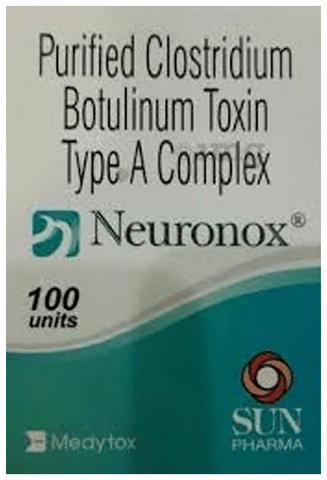 Purified Clostridium
Botulinum Toxin
Type A Complex
Neuronox®
100
units
SUN
PHARMA
Medytox